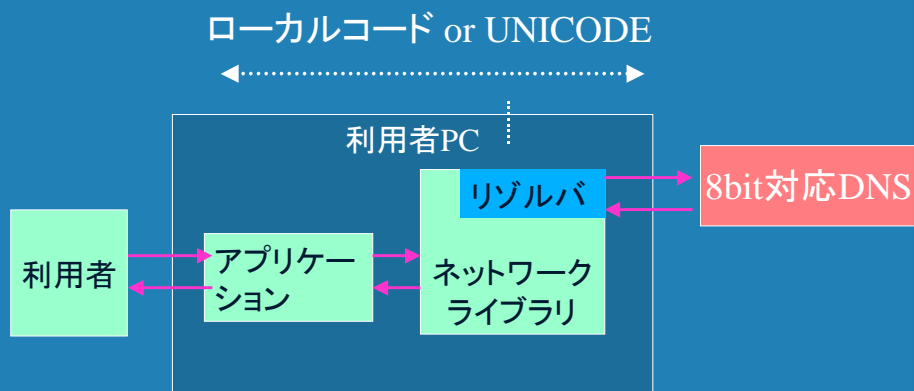 ローカルコード or UNICODE
利用者PC
リゾルバ
8bit対応DNS
利用者
アプリケー
ション
ネットワーク
ライブラリ